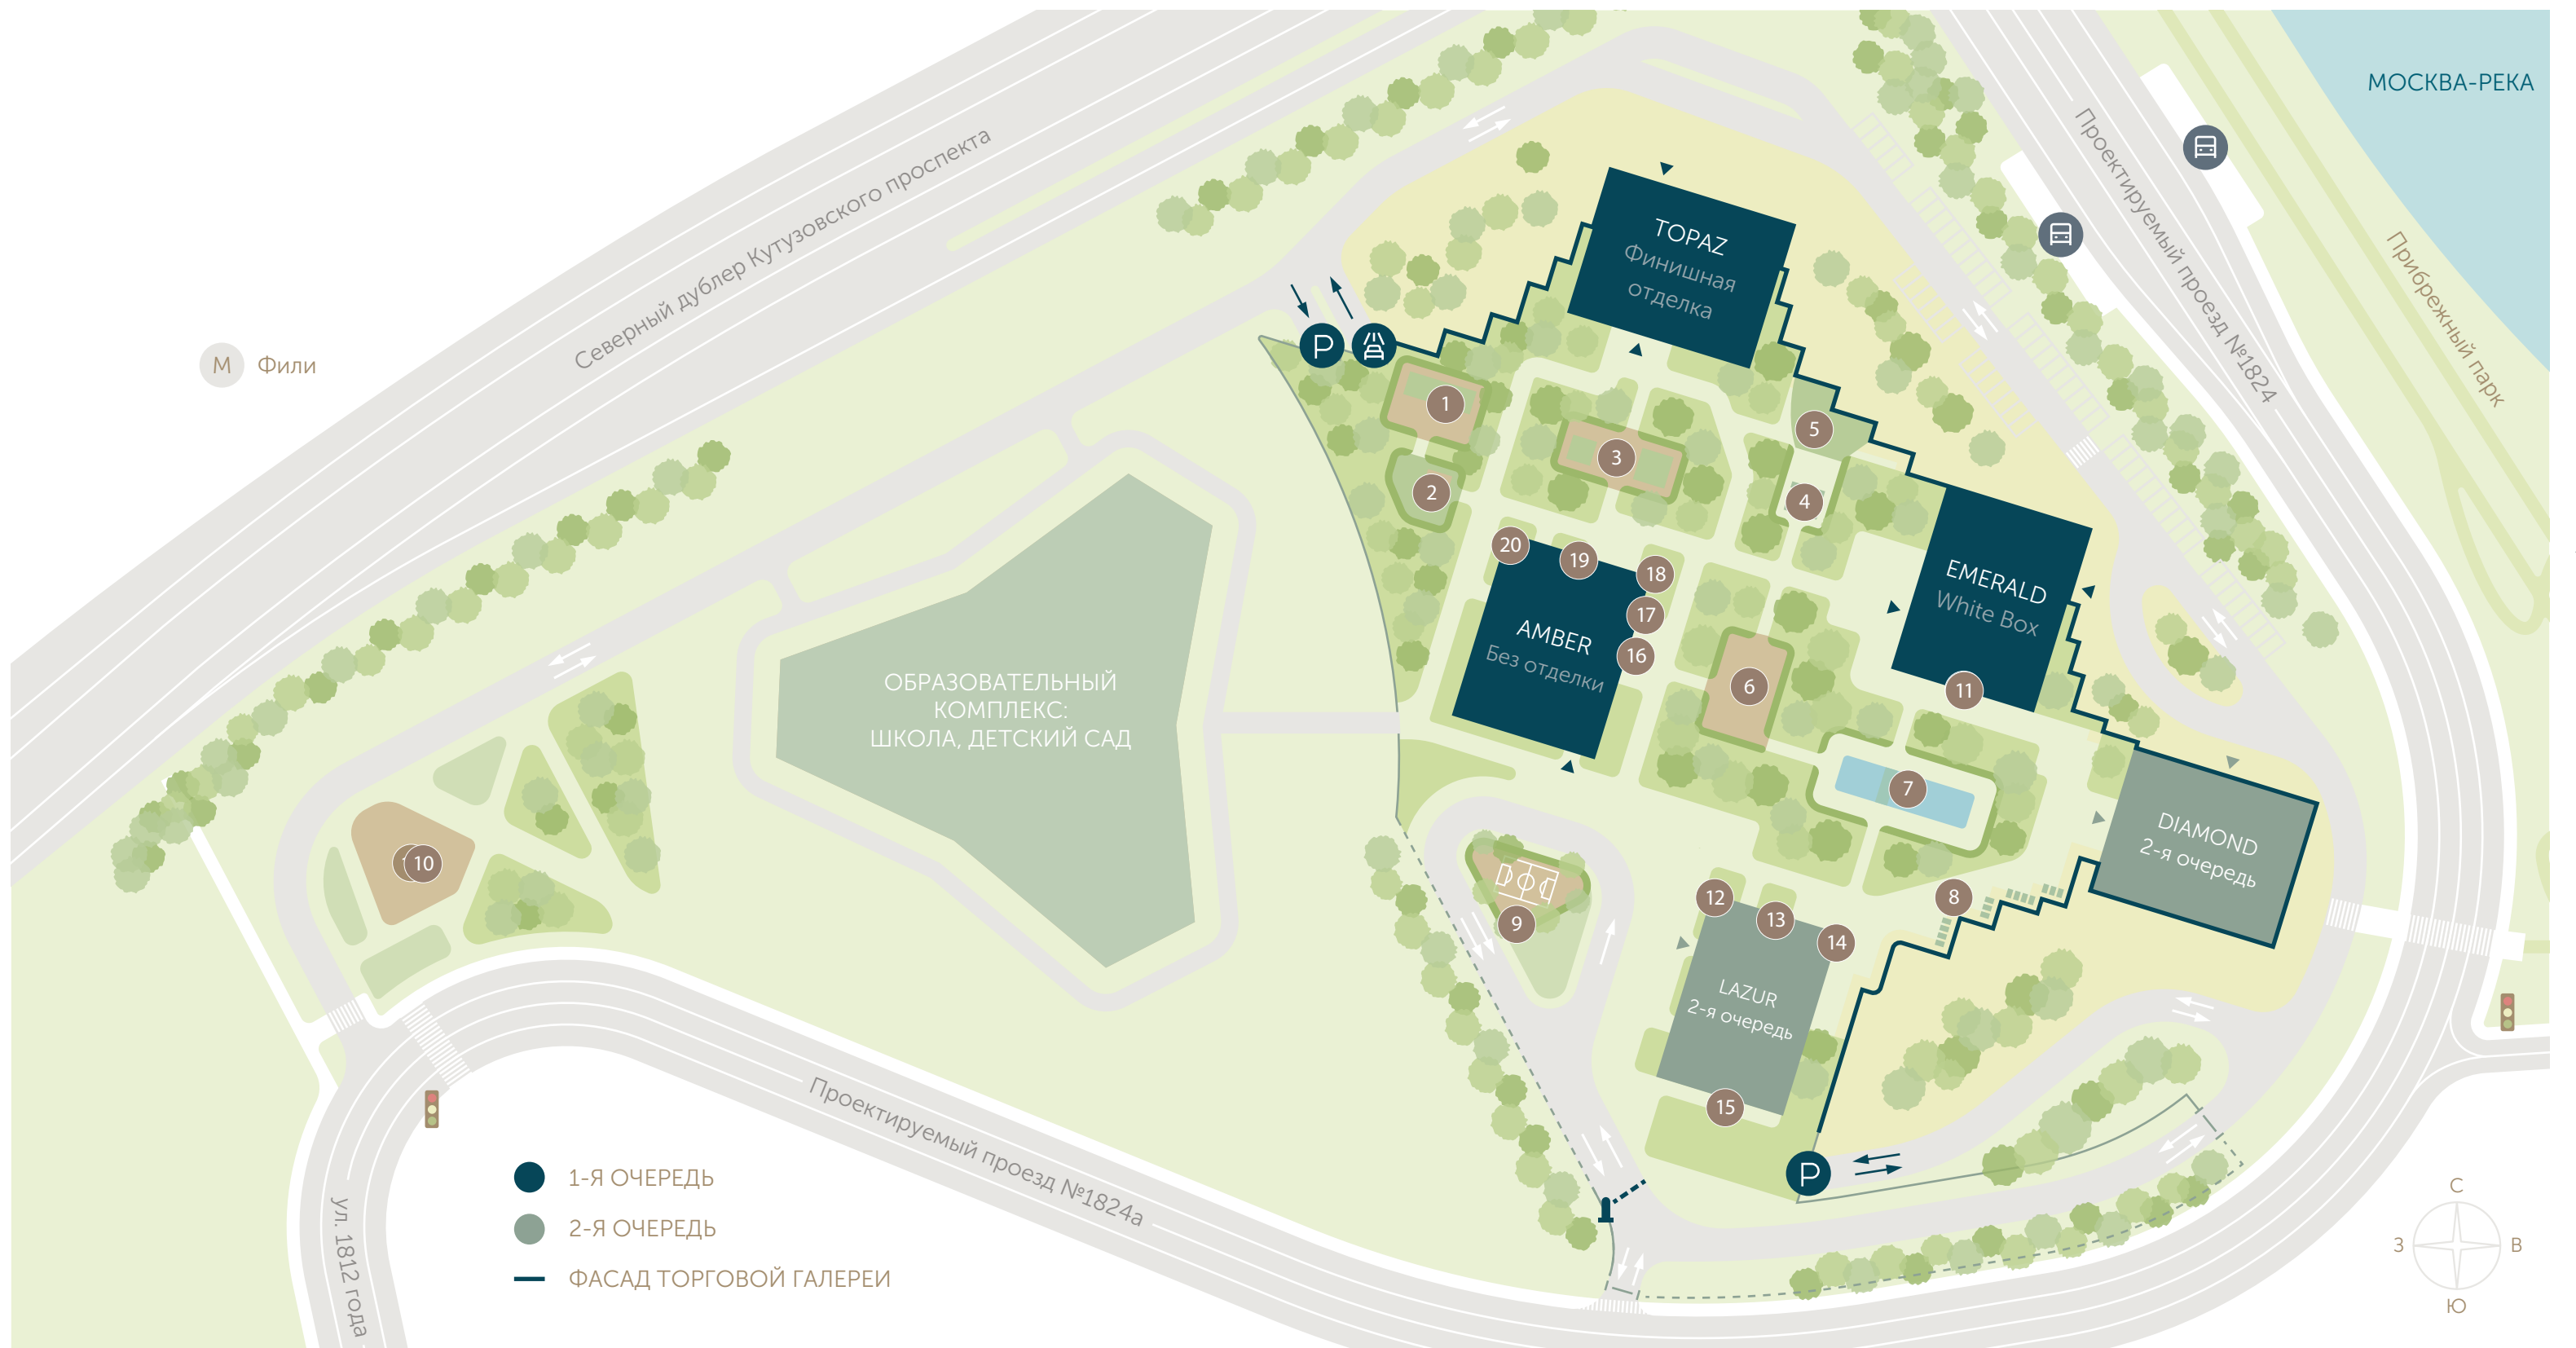 МОСКВА-РЕКА
Северный дублер Кутузовского проспекта
Проектируемый проезд №1824
Прибрежный парк
М Фили
TOPAZ
Финишная
отделка
P
1
2
3
4
5
20
19
18
17
16
AMBER
Без отделки
EMERALD
White Box
11
6
7
ОБРАЗОВАТЕЛЬНЫЙ
КОМПЛЕКС:
ШКОЛА, ДЕТСКИЙ САД
DIAMOND
2-я очередь
10
9
8
12
13
14
LAZUR
2-я очередь
15
P
Проектируемый проезд №1824а
ул. 1812 года
1-Я ОЧЕРЕДЬ
2-Я ОЧЕРЕДЬ
ФАСАД ТОРГОВОЙ ГАЛЕРЕИ
С
З
В
Ю